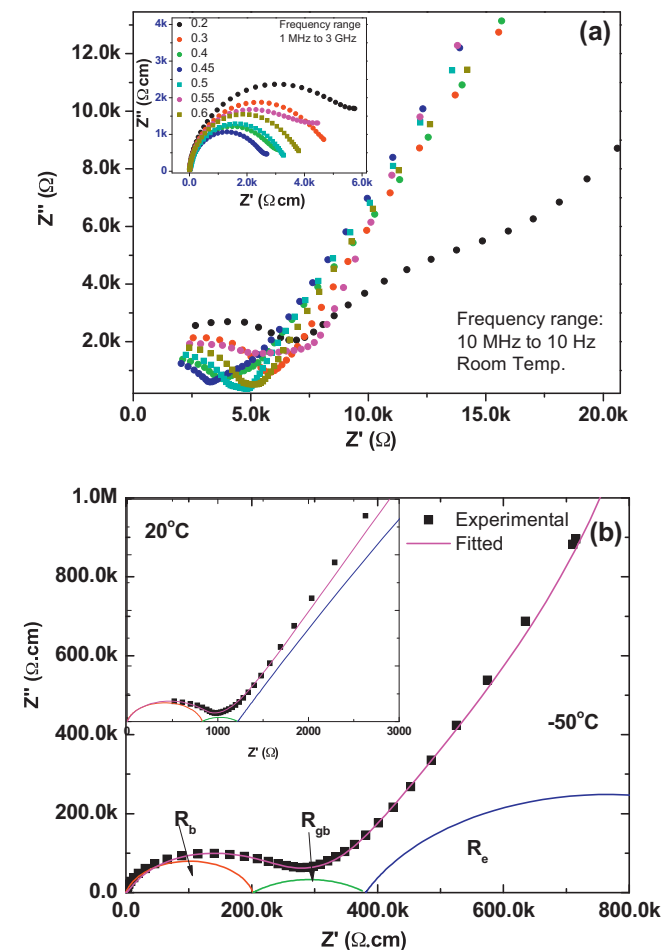 (a)
0.2
0.3
0.4
0.45
0.5
0.55
0.6
Frequency range
1 MHz to 3 GHz
4k
3k
2k
1k
0
0.0
2.0k
4.0k
6.0k
Z'' (Ω cm)
Z' (Ω cm)
12.0k
10.0k
8.0k
6.0k
4.0k
2.0k
Z'' (Ω)
Frequency range:
10 MHz to 10 Hz
Room Temp.
0.0
5.0k
10.0k
15.0k
20.0k
Z' (Ω)
(b)
Experimental
Fitted
1.0M
800.0k
600.0k
400.0k
200.0k
0.0
Z'' (Ω.cm)
20°C
0
1000
2000
3000
Z' (Ω)
-50°C
Rb
Rgb
Re
0.0
200.0k
400.0k
600.0k
800.0k
Z' (Ω.cm)